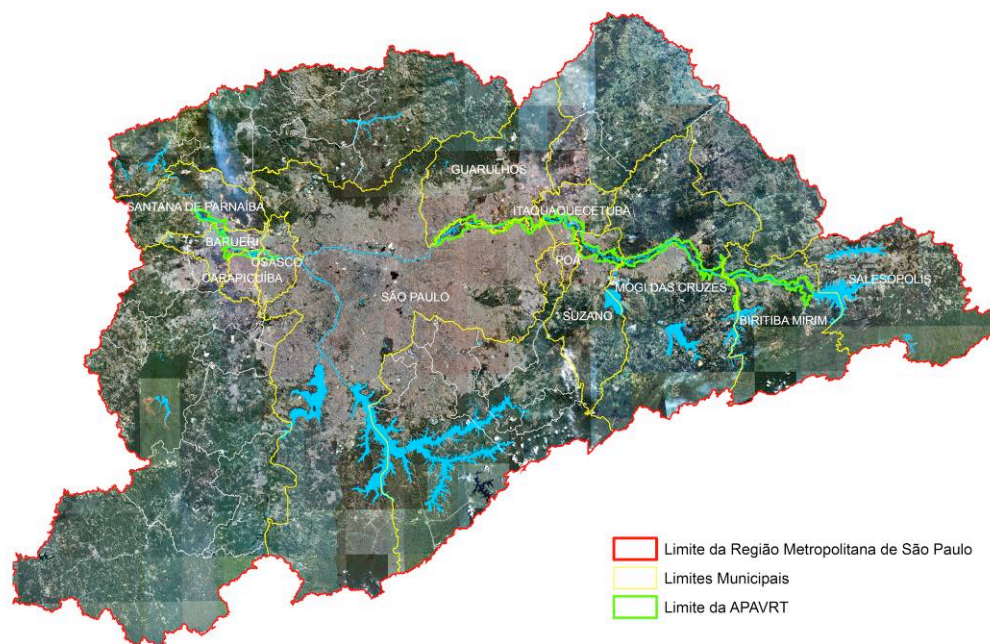 GUARULHOS
SANTANA DE PARNAÍBA
ITAQUAQUECETUBA
BARUERI
OSASCO
POÁ
CARAPICUÍBA
SALESÓPOLIS
MOGI DAS CRUZES
SÃO PAULO
SUZANO
BIRITIBA MIRIM
Limite da Região Metropolitana de São Paulo
Limites Municipais
Limite da APAVRT